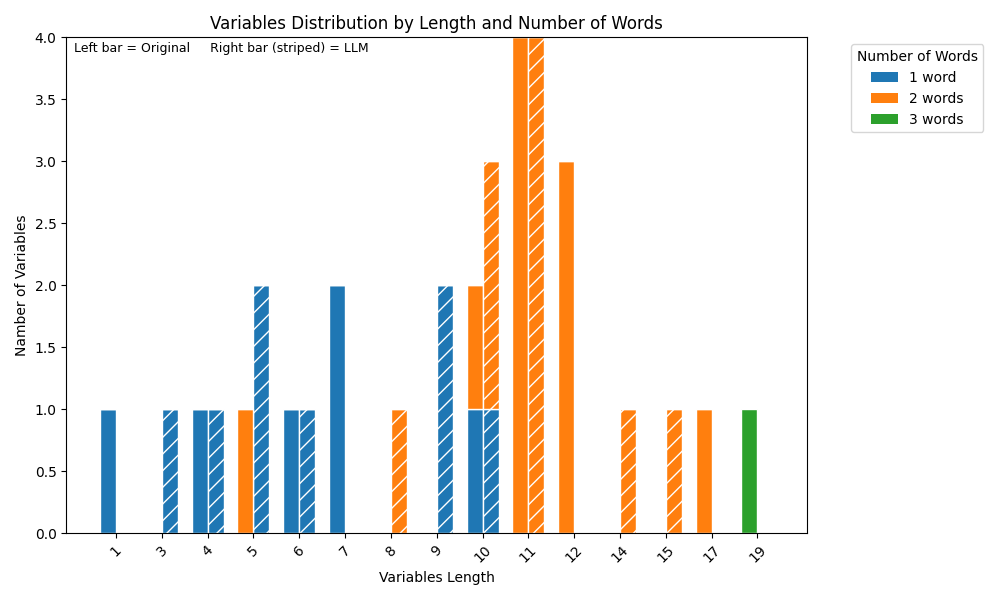 Variables Distribution by Length and Number of Words
Left bar = Original Right bar (striped) = LLM
Number of Words
1 word
2 words
3 words
Namber of Variables
4.0
3.5
3.0
2.5
2.0
1.5
1.0
0.5
0.0
1 3 4 5 6 7 8 9 10 11 12 14 15 17 19
Variables Length